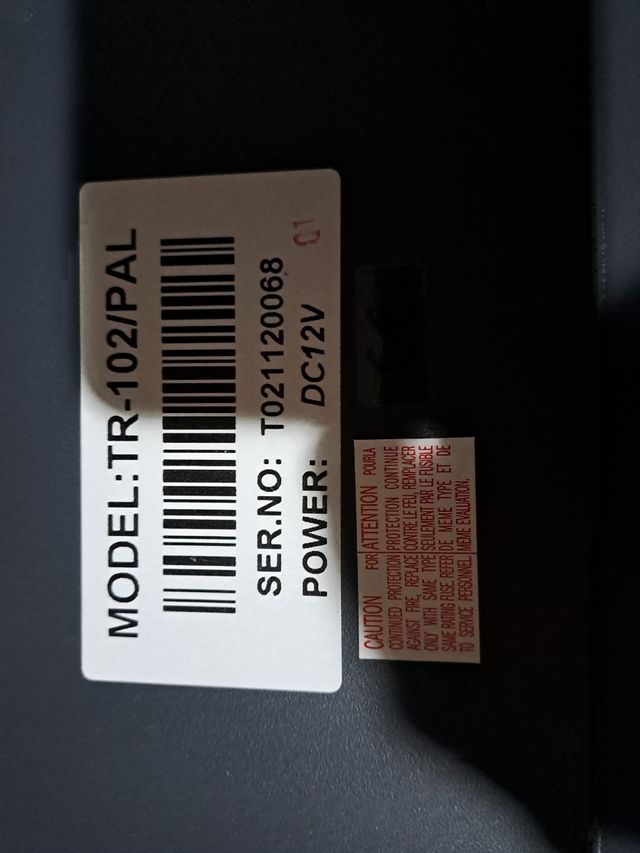 MODEL:TR-102/PAL
SER.NO: T021120068
POWER: DC12V
01
CAUTION FOR
CONTINUED PROTECTION
AGAINST FIRE, REPLACE
ONLY WITH SAME TYPE
SAME RATING FUSE. REFER
TO SERVICE PERSONNEL
ATTENTION POURLA
PROTECTION CONTINUE
CONTRE LE FEU, REMPLACER
SEULEMENT PAR LE FUSIBLE
DE MEME TYPE ET DE
MEME EVALUATION.